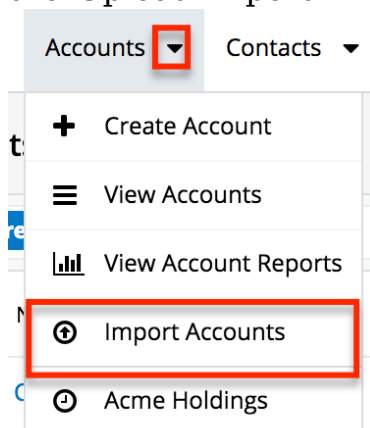 Accounts Contacts
Create Account
View Accounts
View Account Reports
Import Accounts
Acme Holdings